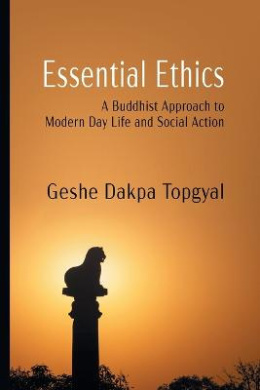 Essential Ethics
A Buddhist Approach to
Modern Day Life and Social Action
Geshe Dakpa Topgyal